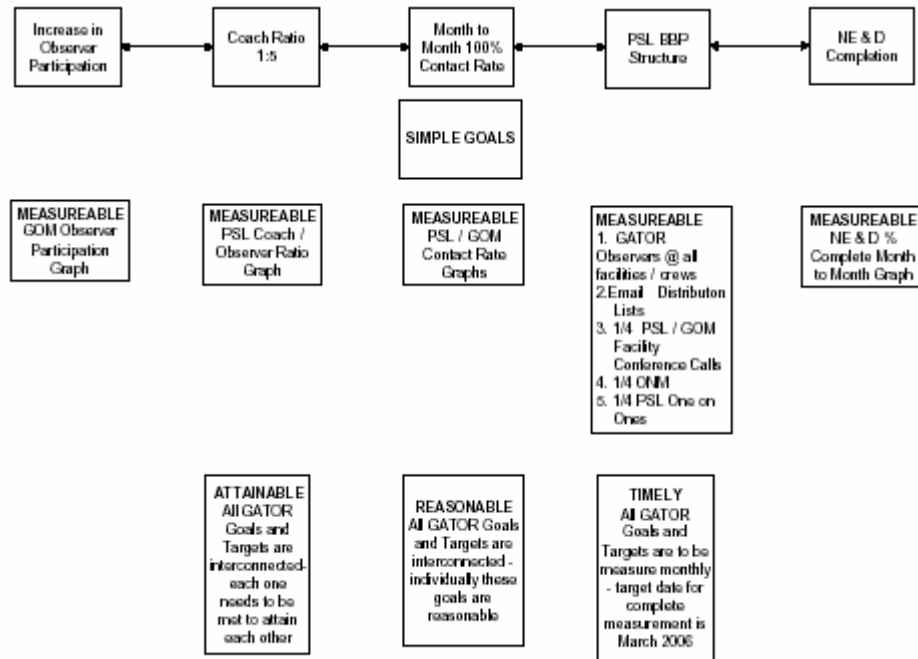 Increase in
Observer
Participation
Coach Ratio
1:5
Month to
Month 100%
Contact Rate
PSL BBP
Structure
NE & D
Completion
SIMPLE GOALS
MEASUREABLE
GOM Observer
Participation
Graph
MEASUREABLE
PSL Coach /
Observer Ratio
Graph
MEASUREABLE
PSL / GOM
Contact Rate
Graphs
MEASUREABLE
1. GATOR
Observers @ all
facilities / crews
2.Email Distributon
Lists
3. 1/4 PSL / GOM
Facility
Conference Calls
4. 1/4 ONM
5. 1/4 PSL One on
Ones
MEASUREABLE
NE & D %
Complete Month
to Month Graph
ATTAINABLE
All GATOR
Goals and
Targets are
interconnected-
each one
needs to be
met to attain
each other
REASONABLE
All GATOR Goals
and Targets are
interconnected -
individually these
goals are
reasonable
TIMELY
All GATOR
Goals and
Targets are to be
measure monthly
- target date for
complete
measurement is
March 2006